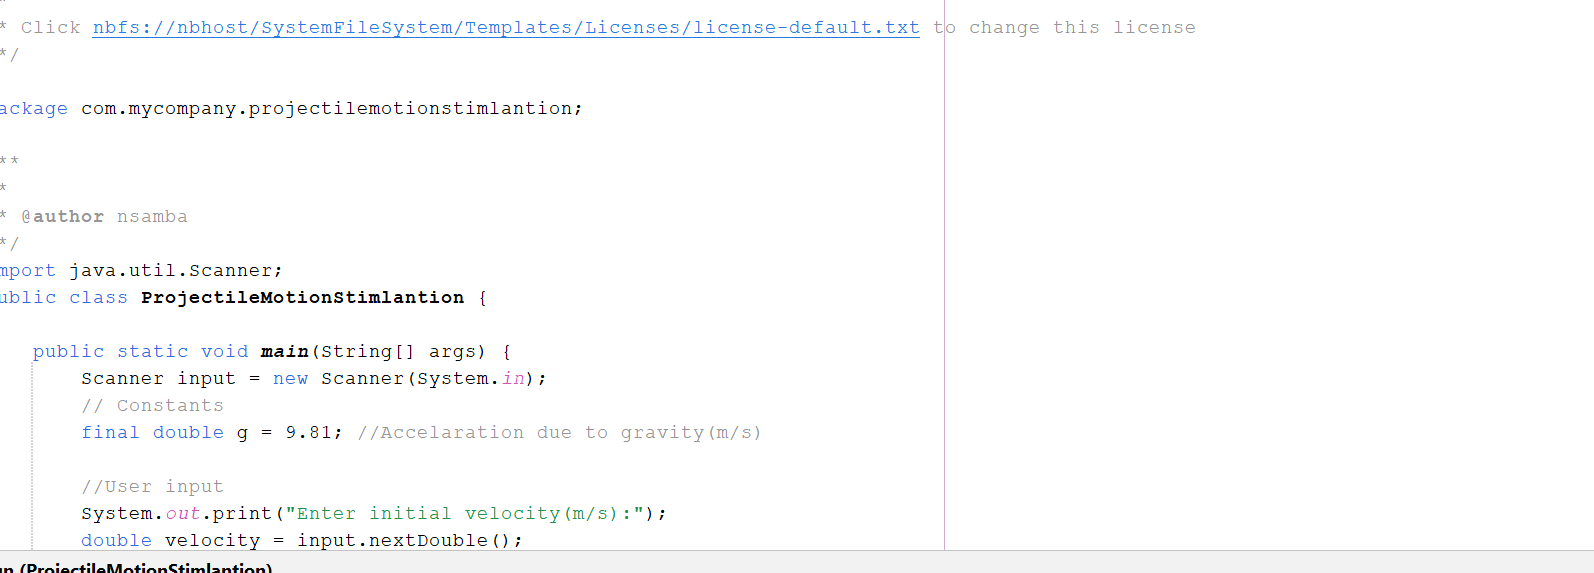 * Click nbfs://nbhost/SystemFileSystem/Templates/Licenses/license-default.txt to change this license
*/
ackage com.mycompany.projectilemotionstimlantion;
**
*
* @author nsamba
*/
mport java.util.Scanner;
ublic class ProjectileMotionStimlantion {
public static void main(String[] args) {
Scanner input = new Scanner(System.in);
// Constants
final double g = 9.81; //Accelaration due to gravity(m/s)
//User input
System.out.print("Enter initial velocity(m/s):");
double velocity = input.nextDouble();
un (ProjectileMotionStimlantion)